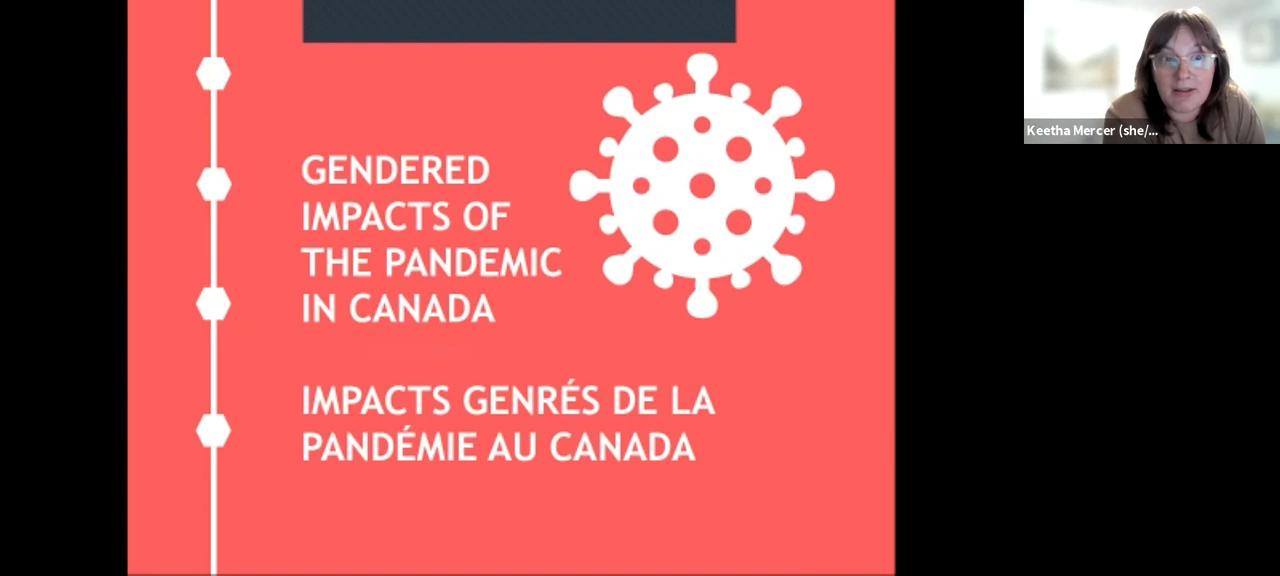 GENDERED
IMPACTS OF
THE PANDEMIC
IN CANADA
IMPACTS GENRÉS DE LA
PANDÉMIE AU CANADA
Keetha Mercer (she/...